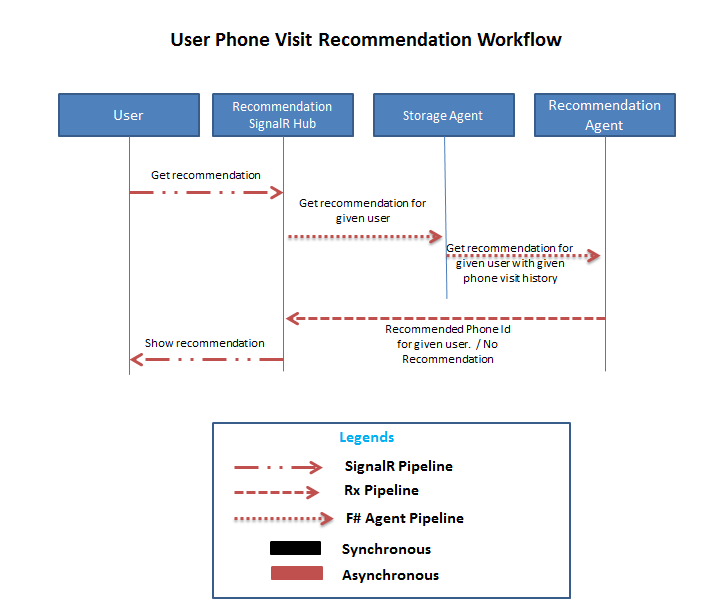 User Phone Visit Recommendation Workflow
User
Recommendation
SignalR Hub
Storage Agent
Recommendation
Agent
Get recommendation
Get recommendation for
given user
Get recommendation for
given user with given
phone visit history
Recommended Phone Id
for given user. / No
Recommendation
Show recommendation
Legends
SignalR Pipeline
Rx Pipeline
F# Agent Pipeline
Synchronous
Asynchronous